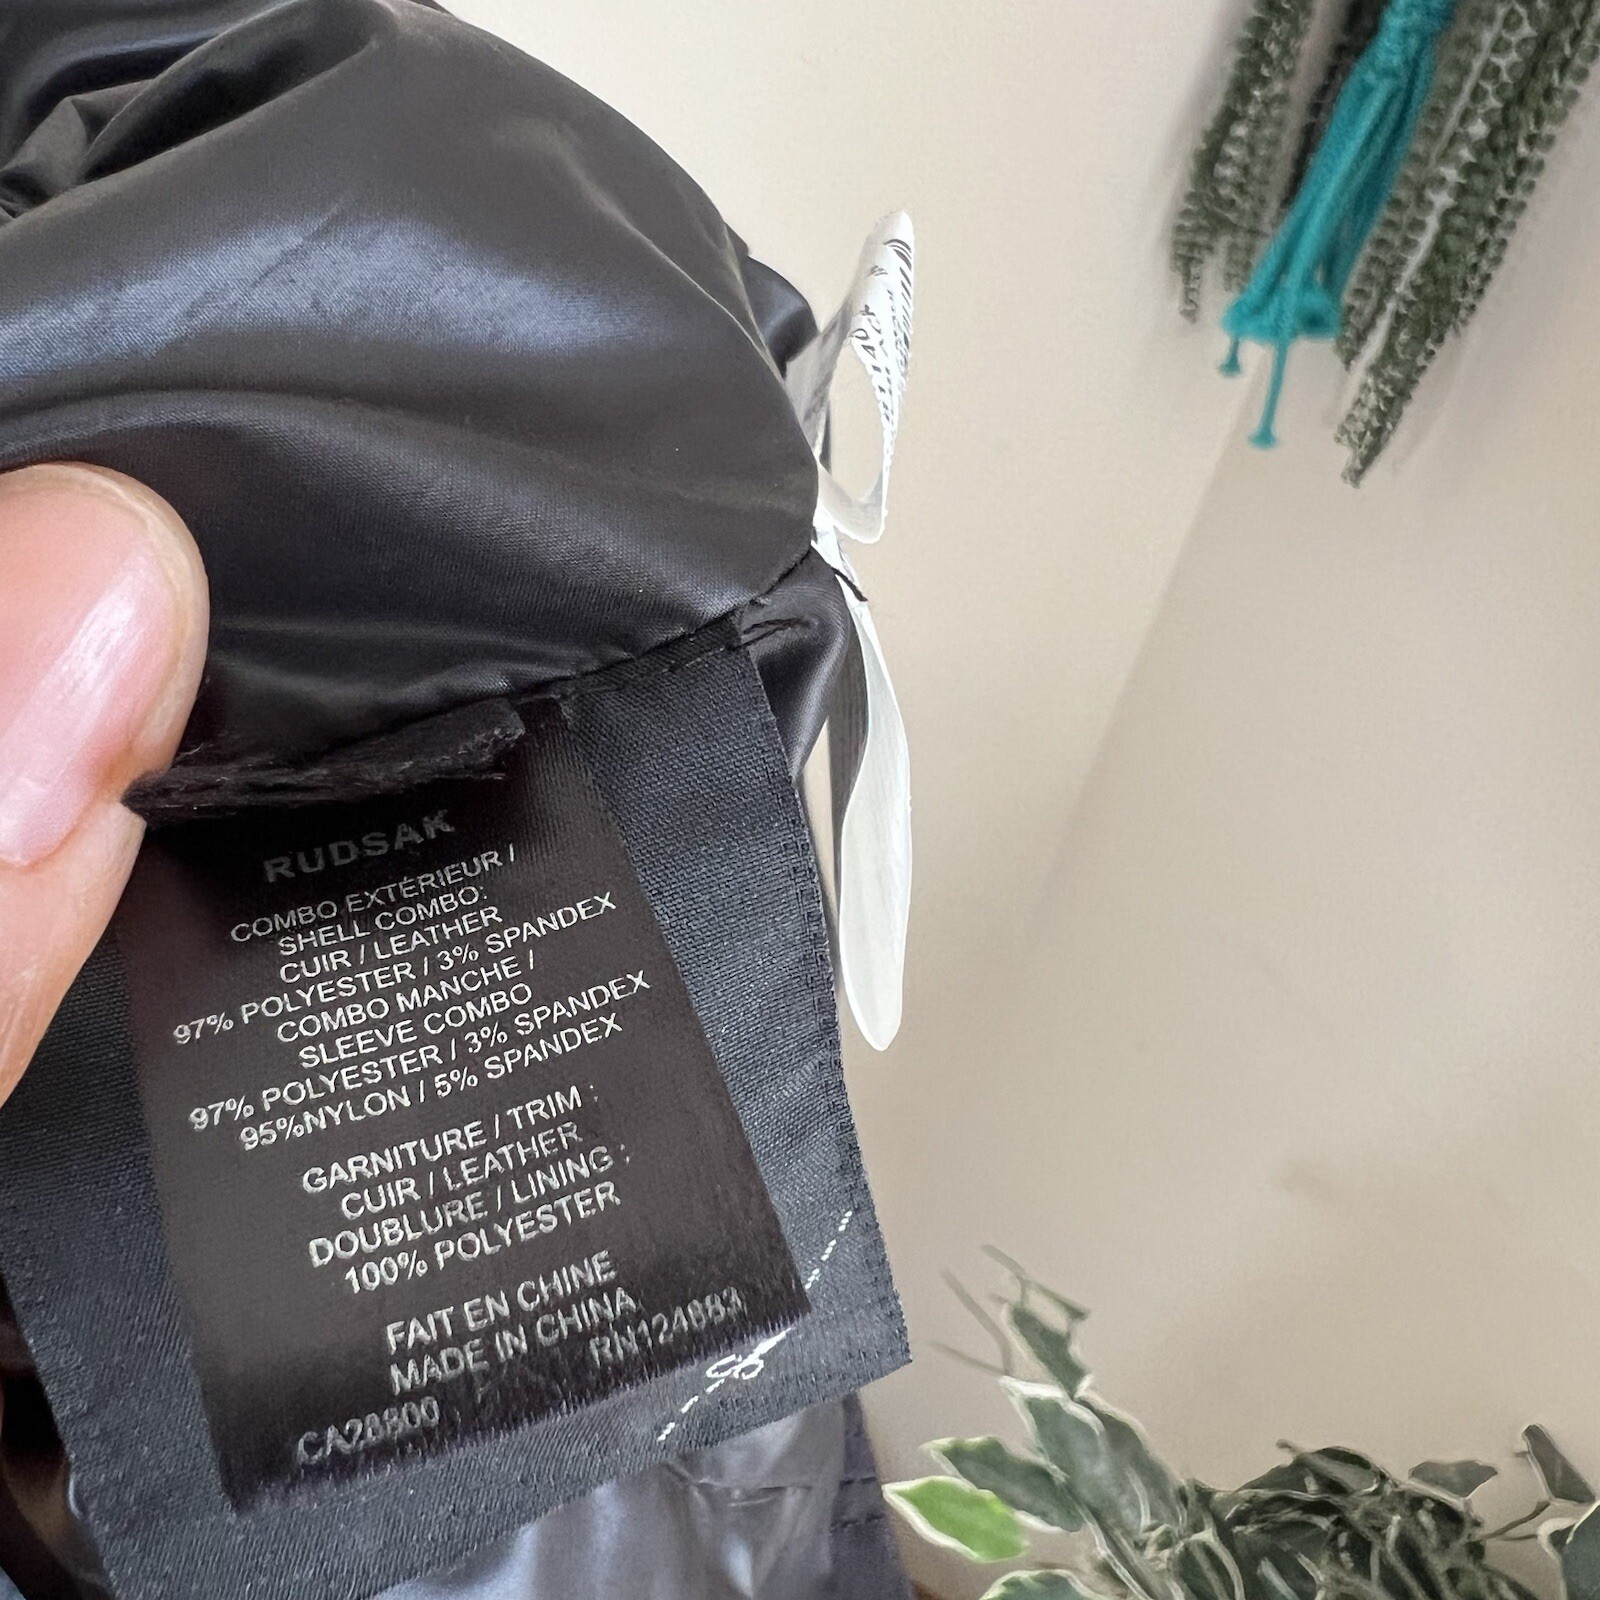 RUDSAK
COMBO EXTÉRIEUR /
SHELL COMBO:
CUIR / LEATHER
97% POLYESTER / 3% SPANDEX
COMBO MANCHE /
SLEEVE COMBO
97% POLYESTER / 3% SPANDEX
95%NYLON / 5% SPANDEX
GARNITURE / TRIM :
CUIR / LEATHER
DOUBLURE / LINING :
100% POLYESTER
FAIT EN CHINE
MADE IN CHINA
RN124883
CA28800